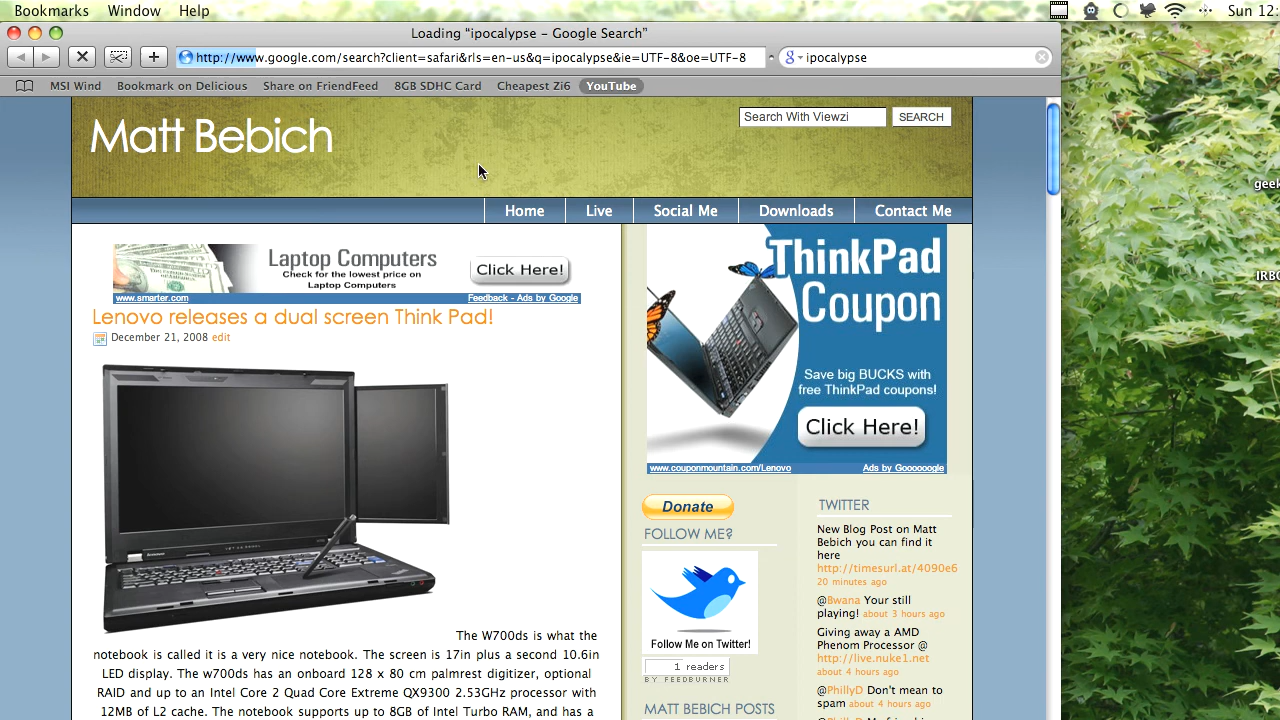 Bookmarks Window Help
Sun 12:
Loading “ipocalypse – Google Search”
http://www.google.com/search?client=safari&rls=en-us&q=ipocalypse&ie=UTF-8&oe=UTF-8
ipocalypse
MSI Wind Bookmark on Delicious Share on FriendFeed 8GB SDHC Card Cheapest Zi6 YouTube
Matt Bebich
Search With Viewzi SEARCH
Home Live Social Me Downloads Contact Me
Laptop Computers
Check for the lowest price on
Laptop Computers
Click Here!
www.smarter.com Feedback - Ads by Google
Lenovo releases a dual screen Think Pad!
December 21, 2008 edit
The W700ds is what the
notebook is called it is a very nice notebook. The screen is 17in plus a second 10.6in
LED display. The w700ds has an onboard 128 x 80 cm palmrest digitizer, optional
RAID and up to an Intel Core 2 Quad Core Extreme QX9300 2.53GHz processor with
12MB of L2 cache. The notebook supports up to 8GB of Intel Turbo RAM, and has a
ThinkPad
Coupon
Save big BUCKS with
free ThinkPad coupons!
Click Here!
www.couponmountain.com/Lenovo Ads by Goooooogle
Donate
FOLLOW ME?
Follow Me on Twitter!
1 readers
BY FEEDBURNER
MATT BEBICH POSTS
TWITTER
New Blog Post on Matt
Bebich you can find it
here
http://timesurl.at/4090e6
20 minutes ago
@Bwana Your still
playing! about 3 hours ago
Giving away a AMD
Phenom Processor @
http://live.nuke1.net
about 4 hours ago
@PhillyD Don't mean to
spam about 4 hours ago
geek
IRBO